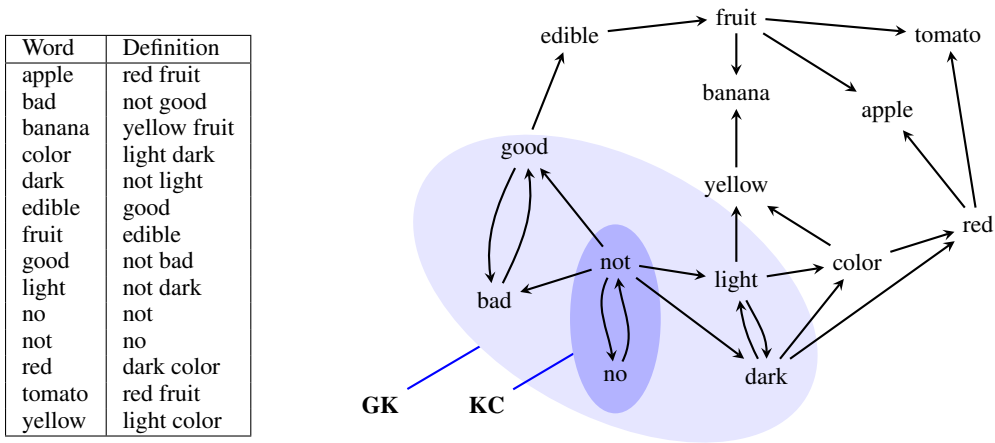 Word Definition
apple red fruit
bad not good
banana yellow fruit
color light dark
dark not light
edible good
fruit edible
good not bad
light not dark
no not
not no
red dark color
tomato red fruit
yellow light color
fruit
edible
tomato
banana
apple
good
yellow
red
not
color
light
bad
no
dark
GK
KC